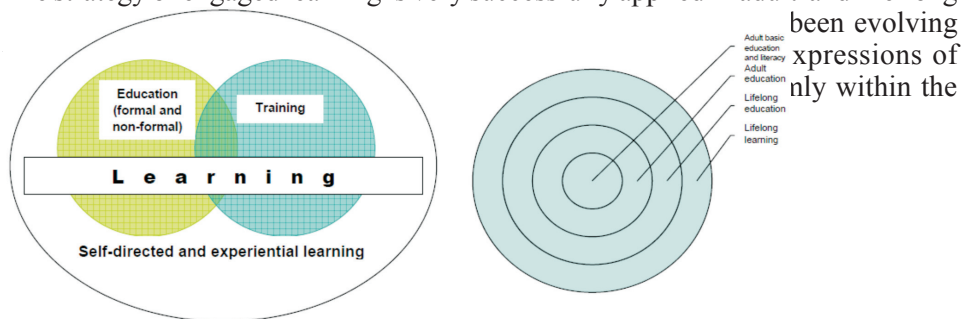 been evolving
xpressions of
nly within the
Education
(formal and
non-formal)
Training
Learning
Self-directed and experiential learning
Adult basic
education
and literacy
Adult
education
Lifelong
education
Lifelong
learning